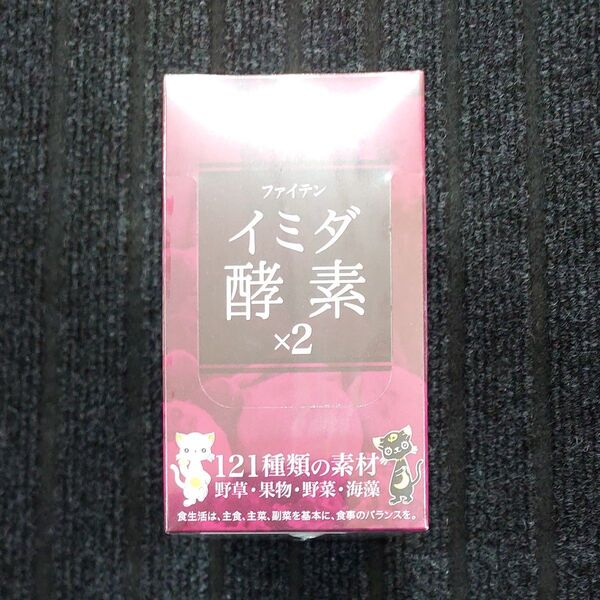 ファイテン
イミダ
酵素
×2
121種類の素材
野草・果物・野菜・海藻
食生活は、主食、主菜、副菜を基本に、食事のバランスを。